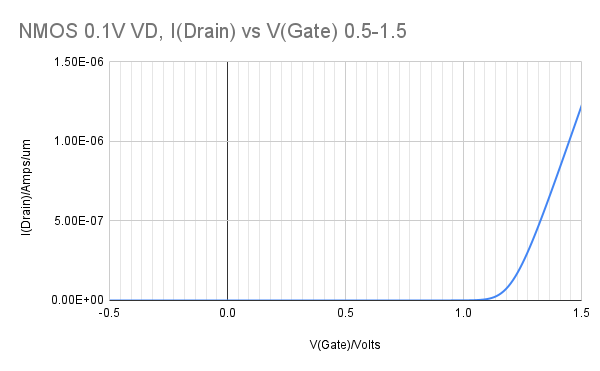 NMOS 0.1V VD, I(Drain) vs V(Gate) 0.5-1.5
1.50E-06
1.00E-06
5.00E-07
0.00E+00
I(Drain)/Amps/um
-0.5
0.0
0.5
1.0
1.5
V(Gate)/Volts